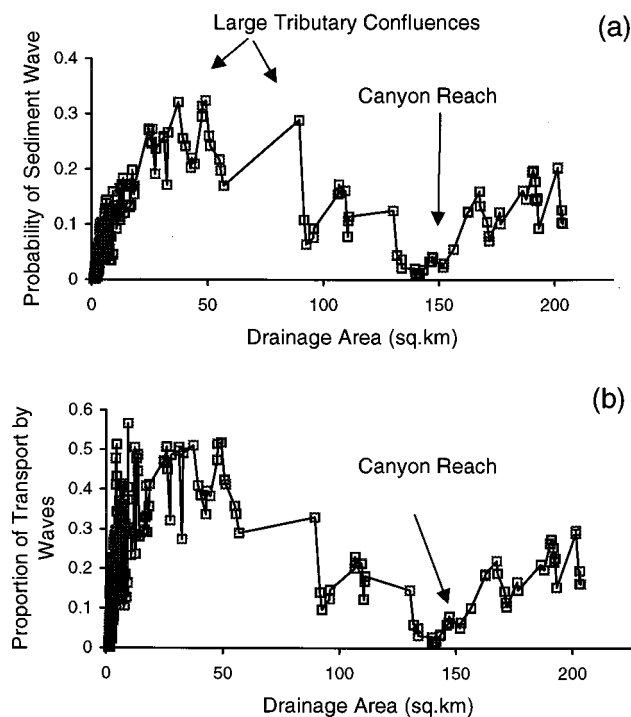 Large Tributary Confluences
(a)
Canyon Reach
Probability of Sediment Wave
0.4
0.3
0.2
0.1
0
0
50
100
150
200
Drainage Area (sq.km)
(b)
Canyon Reach
Proportion of Transport by
Waves
0.6
0.5
0.4
0.3
0.2
0.1
0
0
50
100
150
200
Drainage Area (sq.km)